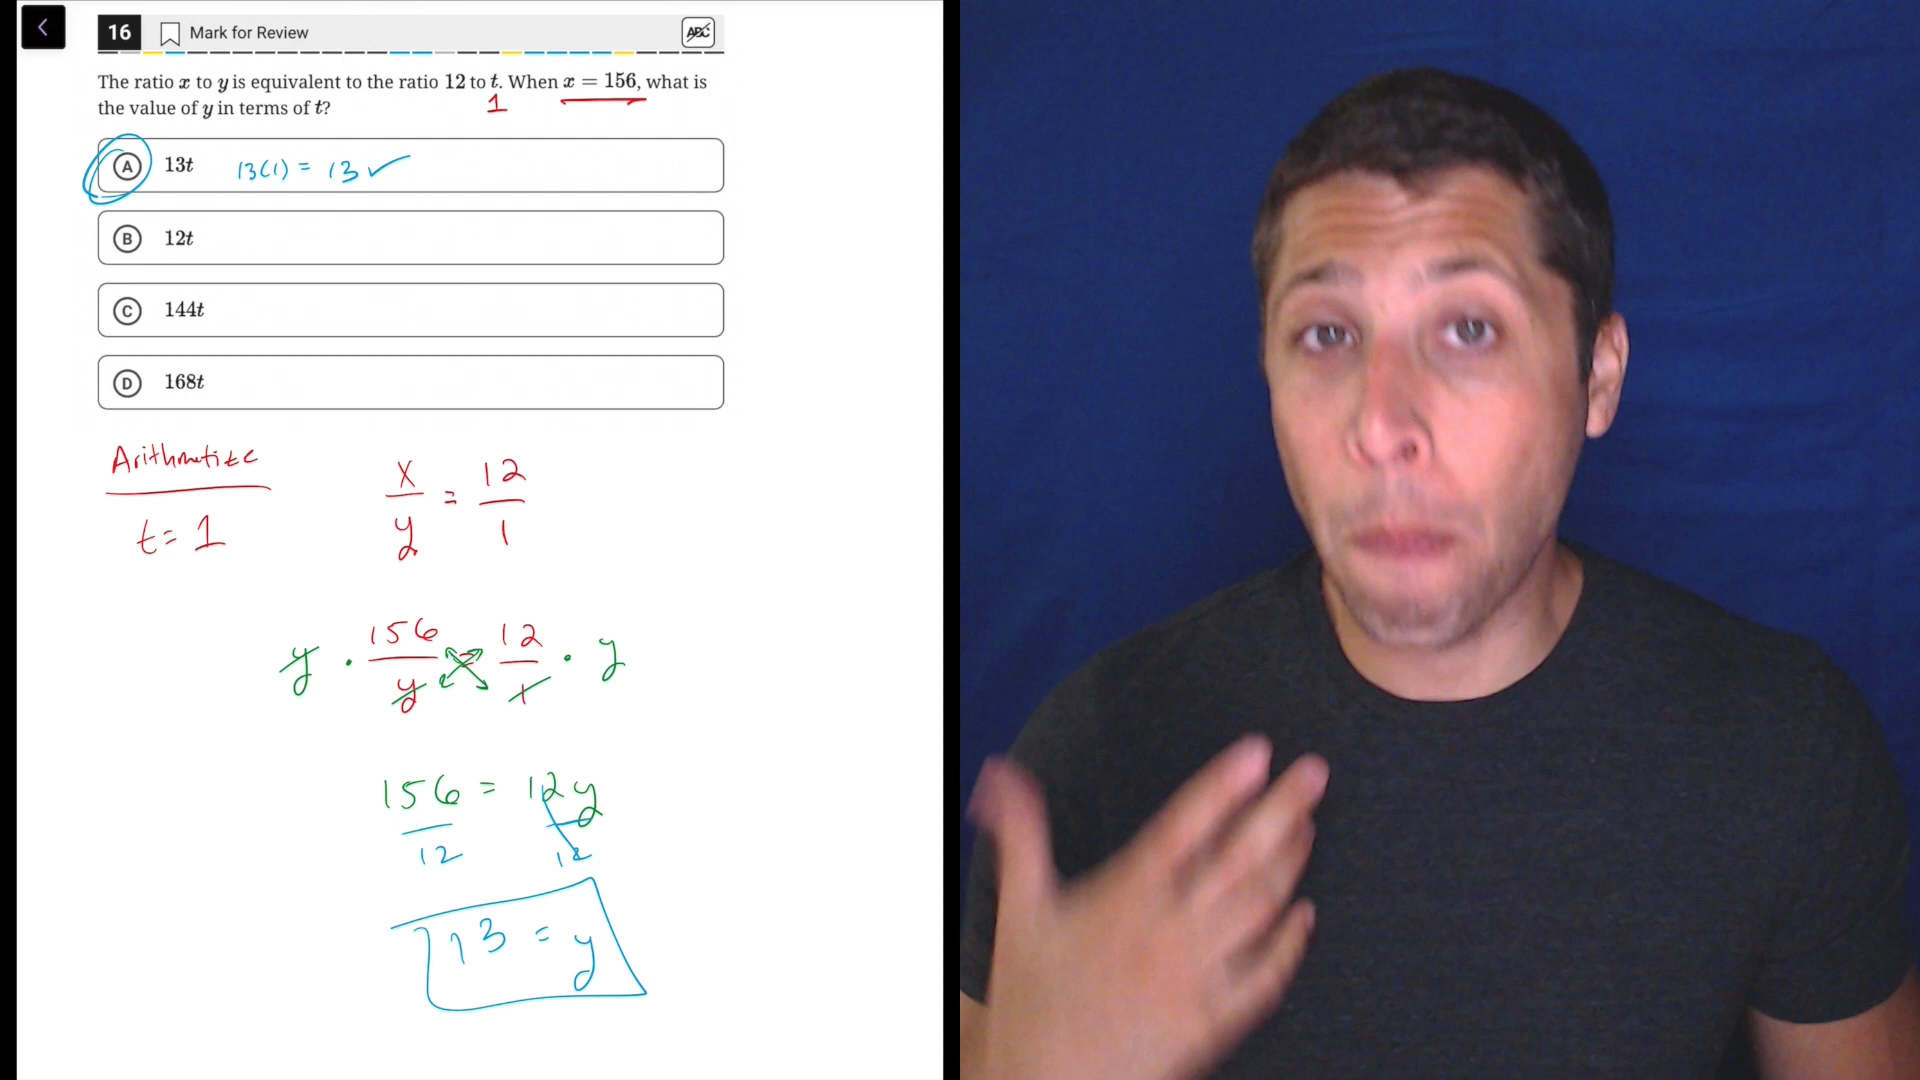 16 Mark for Review ABC
The ratio x to y is equivalent to the ratio 12 to t. When x = 156, what is
1
the value of y in terms of t?
A 13t 13(1) = 13 ✓
B 12t
C 144t
D 168t
Arithmetize
t = 1
x/y = 12/1
y · 156/y = 12/1 · y
156 = 12y
12 12
13 = y